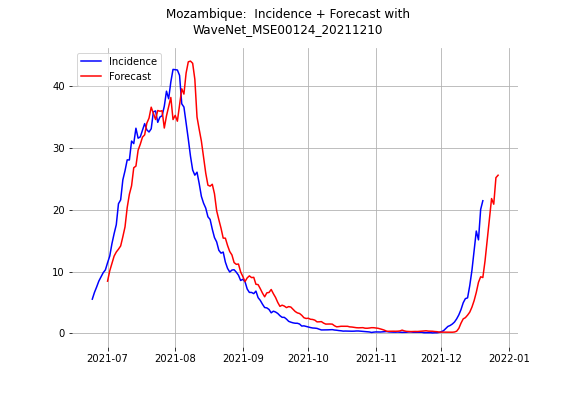 Mozambique:  Incidence + Forecast with
WaveNet_MSE00124_20211210
Incidence
Forecast
40
30
20
10
0
2021-07 2021-08 2021-09 2021-10 2021-11 2021-12 2022-01